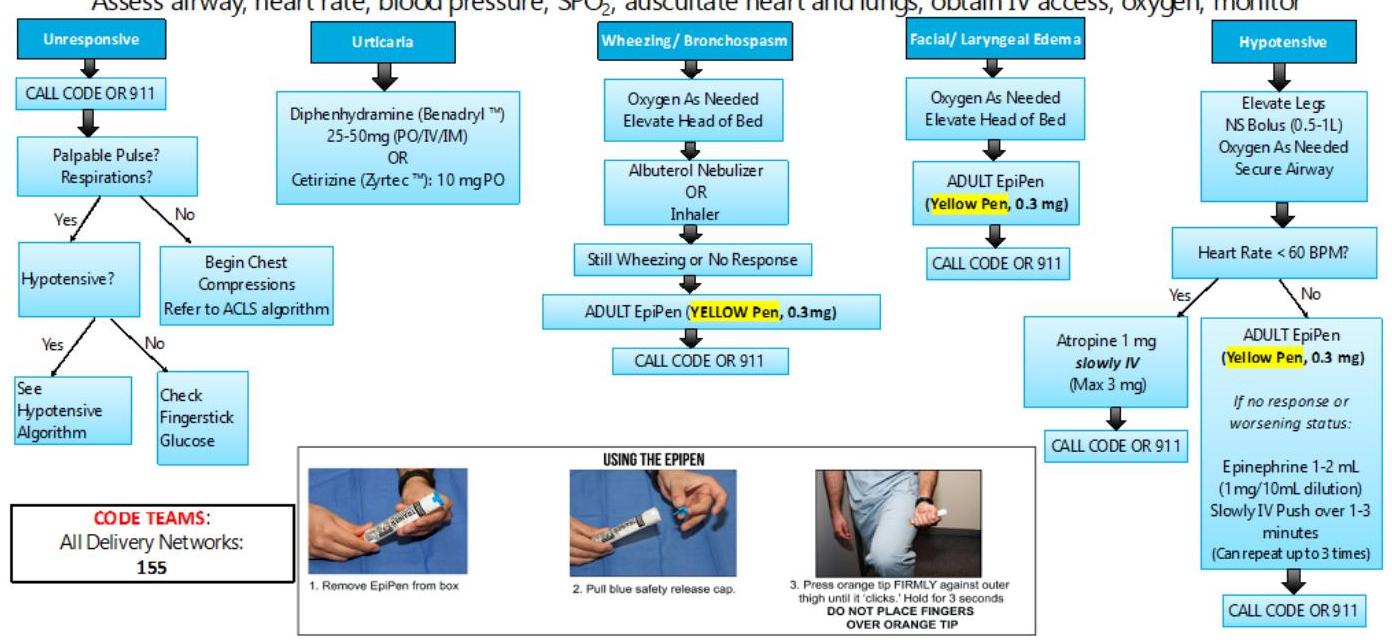 Assess airway, heart rate, blood pressure, SPO2, auscultate heart and lungs, obtain IV access, oxygen, monitor
Unresponsive
CALL CODE OR 911
Palpable Pulse?
Respirations?
Yes
No
Hypotensive?
Begin Chest
Compressions
Refer to ACLS algorithm
Yes
No
See
Hypotensive
Algorithm
Check
Fingerstick
Glucose
Urticaria
Diphenhydramine (Benadryl ™)
25-50mg (PO/IV/IM)
OR
Cetirizine (Zyrtec ™): 10 mg PO
Wheezing/ Bronchospasm
Oxygen As Needed
Elevate Head of Bed
Albuterol Nebulizer
OR
Inhaler
Still Wheezing or No Response
ADULT EpiPen (YELLOW Pen, 0.3mg)
CALL CODE OR 911
Facial/ Laryngeal Edema
Oxygen As Needed
Elevate Head of Bed
ADULT EpiPen
(Yellow Pen, 0.3 mg)
CALL CODE OR 911
Hypotensive
Elevate Legs
NS Bolus (0.5-1L)
Oxygen As Needed
Secure Airway
Heart Rate <60 BPM?
Yes
No
Atropine 1 mg
slowly IV
(Max 3 mg)
CALL CODE OR 911
ADULT EpiPen
(Yellow Pen, 0.3 mg)
If no response or
worsening status:
Epinephrine 1-2 mL
(1mg/10mL dilution)
Slowly IV Push over 1-3
minutes
(Can repeat up to 3 times)
CALL CODE OR 911
CODE TEAMS:
All Delivery Networks:
155
USING THE EPIPEN
TRAINER
TRAINER
1. Remove EpiPen from box
2. Pull blue safety release cap.
3. Press orange tip FIRMLY against outer
thigh until it 'clicks.' Hold for 3 seconds
DO NOT PLACE FINGERS
OVER ORANGE TIP